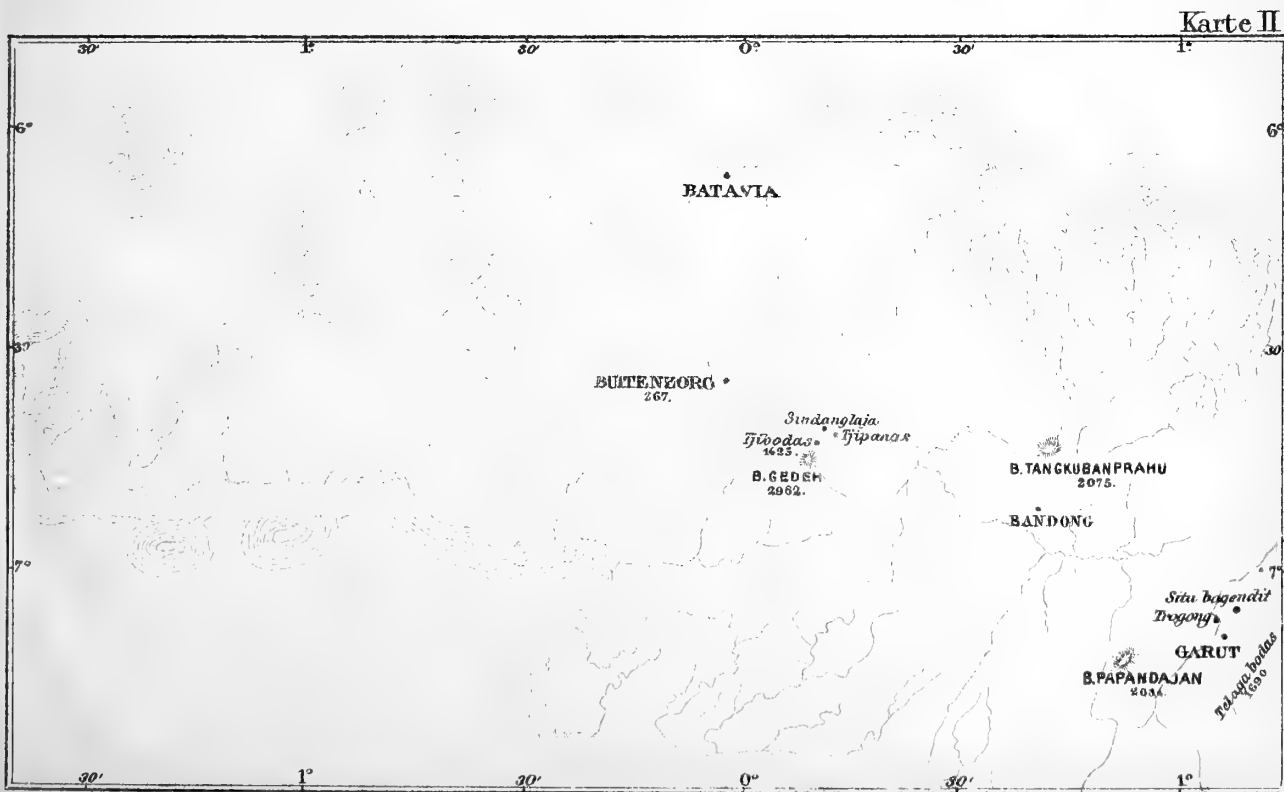 Karte II
30' 1° 30' 0° 30' 1°
6° 6°
BATAVIA
30' 30
BUITENZORG
267.
Sindanglaja
Tjibodas Tjipanas
1425.
B. GEDEH
2962.
B. TANGKUBANPRAHU
2075.
BANDONG
7° 7°
Situ bagendit
Trogong
GARUT
B. PAPANDAJAN
Telaga bodas
1690
30' 1° 30' 0° 30' 1°